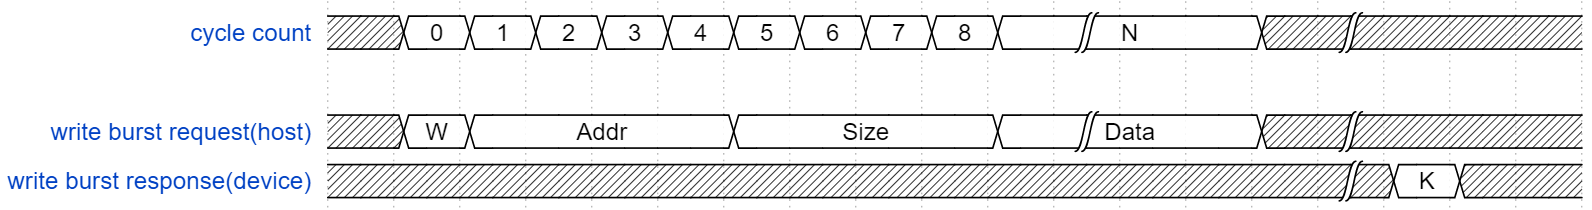 cycle count 0 1 2 3 4 5 6 7 8 N
write burst request(host) W Addr Size Data
write burst response(device) K